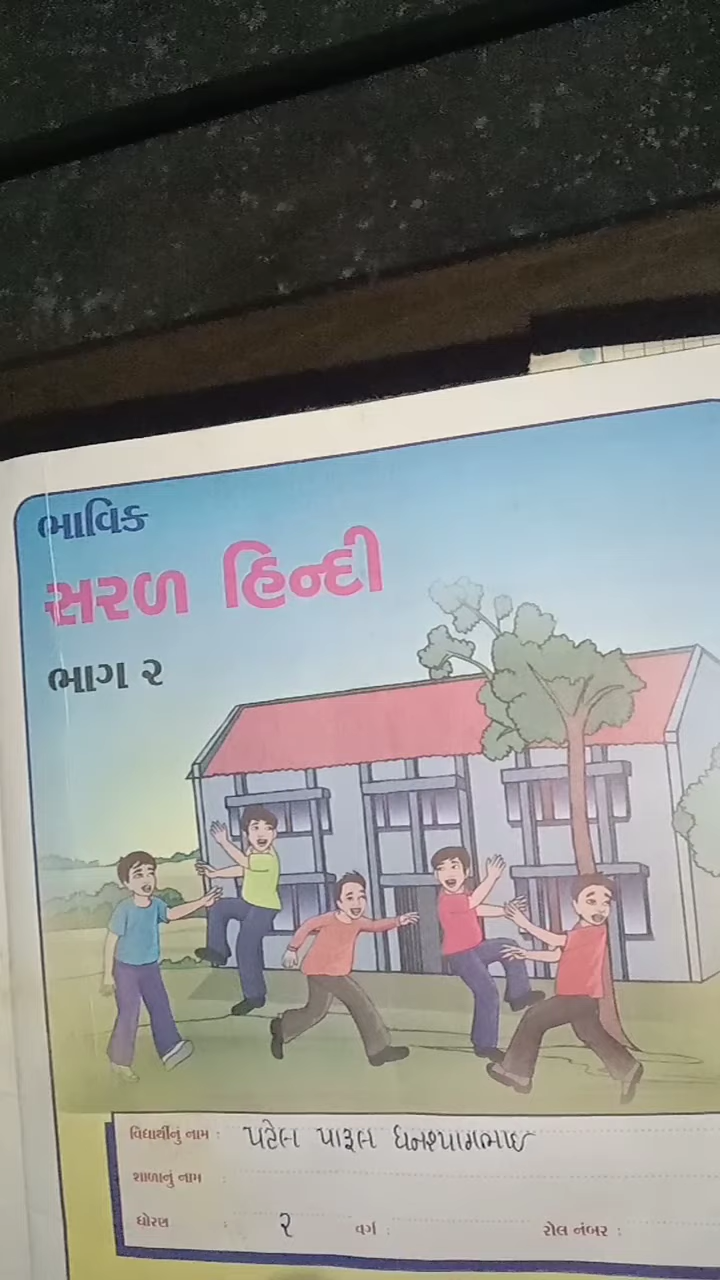 ભાવિક
સરળ હિન્દી
ભાગ ૨
વિદ્યાર્થીનું નામ : પટેલ પારૂલ ઘનશ્યામભાઇ
શાળાનું નામ :
ધોરણ : ૨ વર્ગ : રોલ નંબર :